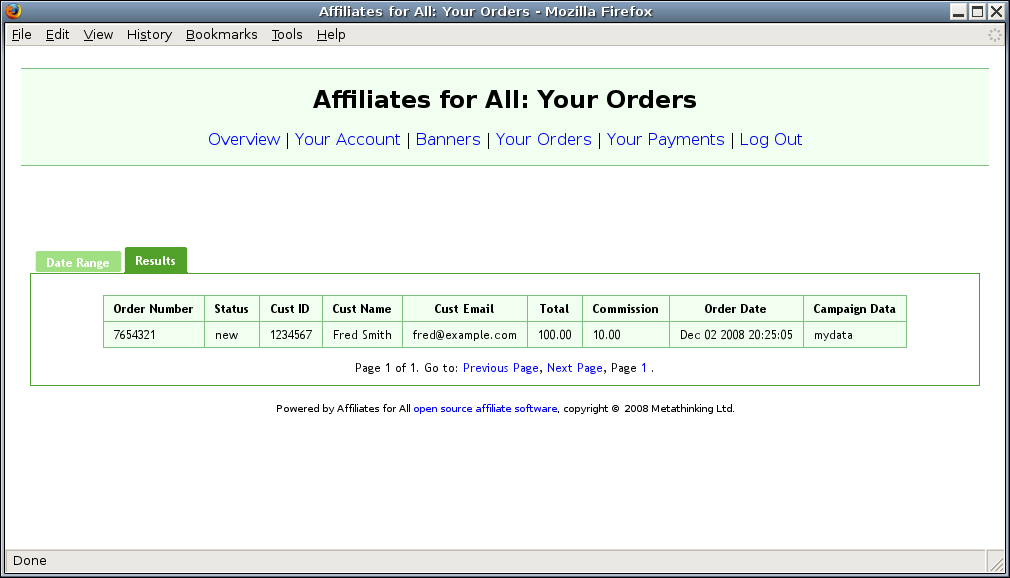 Affiliates for All: Your Orders - Mozilla Firefox
File Edit View History Bookmarks Tools Help
Affiliates for All: Your Orders
Overview | Your Account | Banners | Your Orders | Your Payments | Log Out
Date Range Results
Order Number Status Cust ID Cust Name Cust Email Total Commission Order Date Campaign Data
7654321 new 1234567 Fred Smith fred@example.com 100.00 10.00 Dec 02 2008 20:25:05 mydata
Page 1 of 1. Go to: Previous Page, Next Page, Page 1 .
Powered by Affiliates for All open source affiliate software, copyright © 2008 Metathinking Ltd.
Done